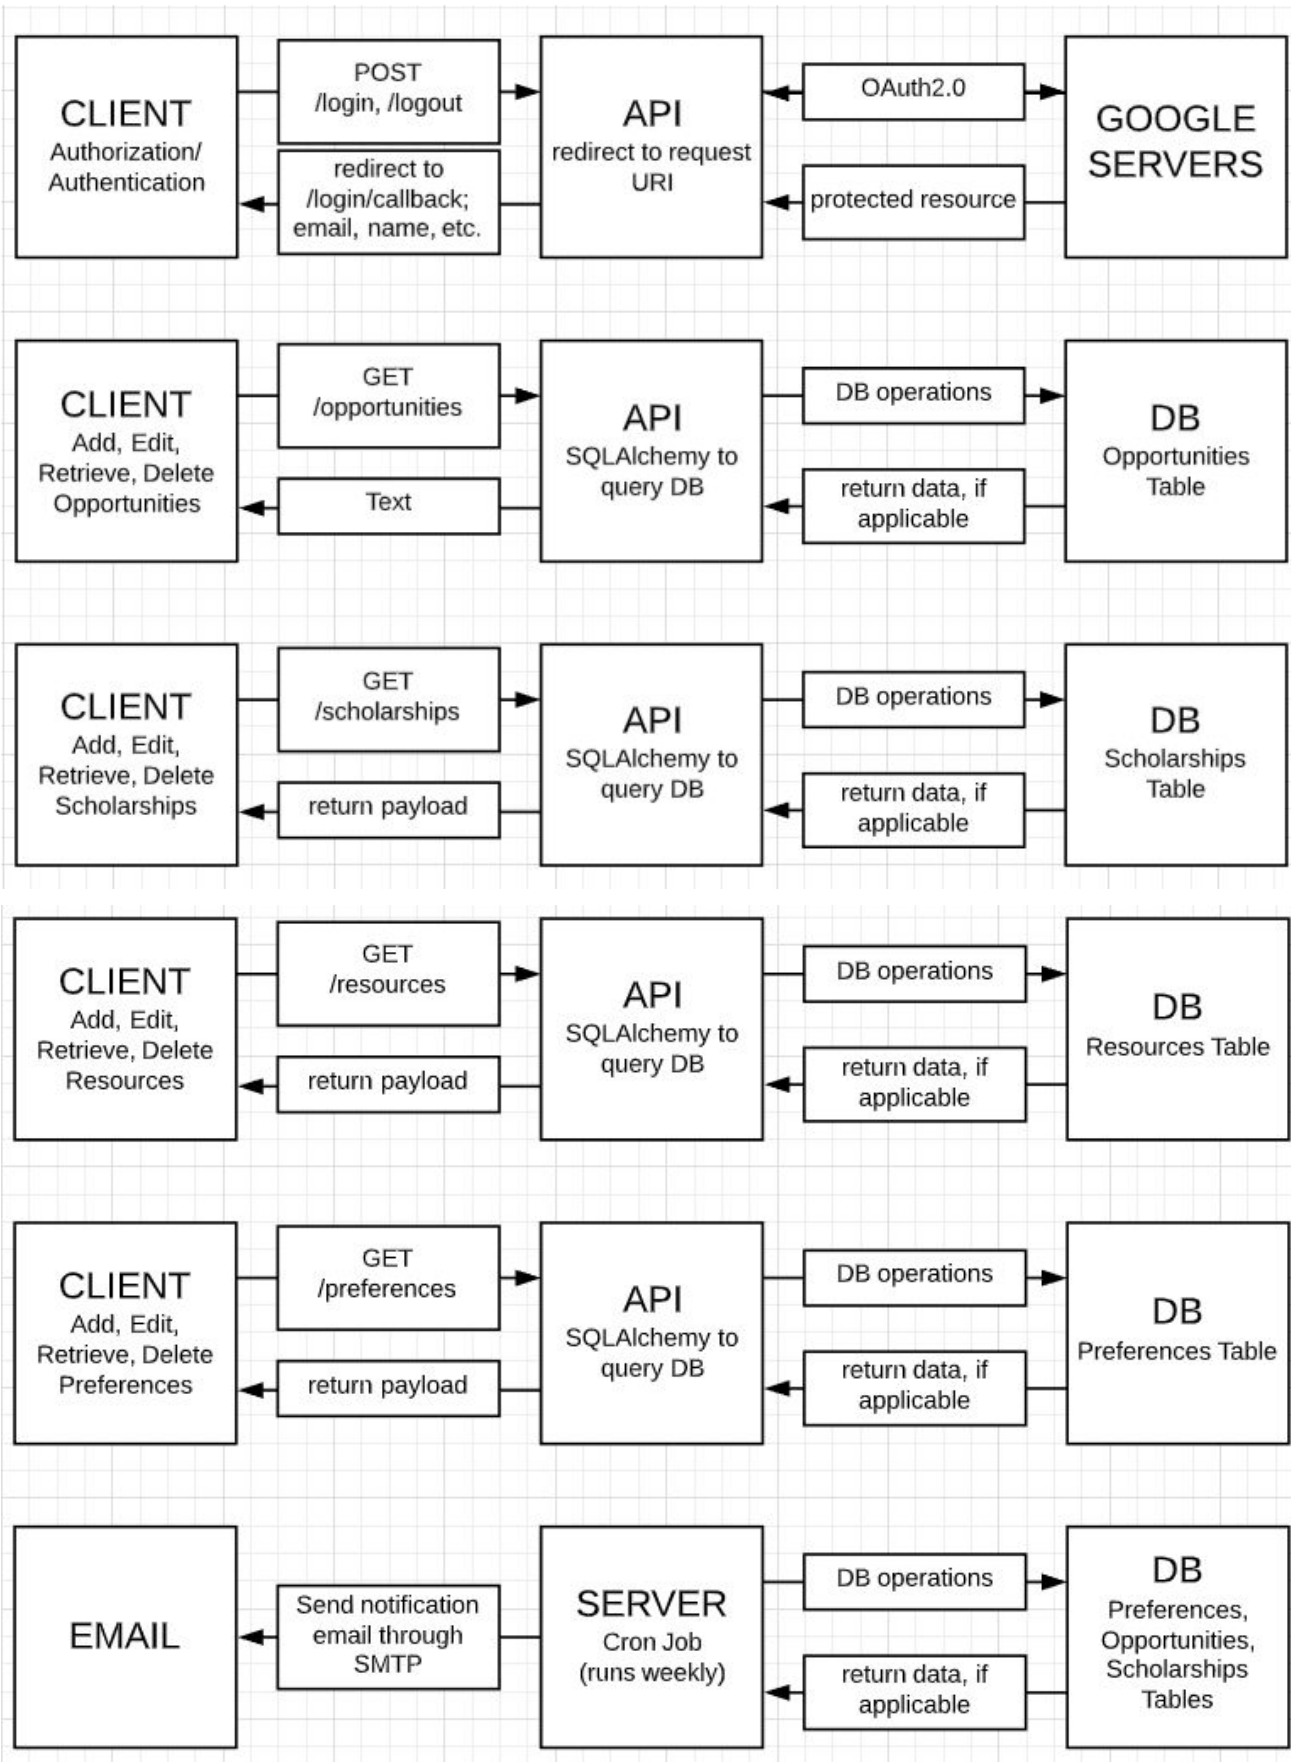 CLIENT
Authorization/
Authentication
POST
/login, /logout
redirect to
/login/callback;
email, name, etc.
API
redirect to request
URI
OAuth2.0
protected resource
GOOGLE
SERVERS
CLIENT
Add, Edit,
Retrieve, Delete
Opportunities
GET
/opportunities
Text
API
SQLAlchemy to
query DB
DB operations
return data, if
applicable
DB
Opportunities
Table
CLIENT
Add, Edit,
Retrieve, Delete
Scholarships
GET
/scholarships
return payload
API
SQLAlchemy to
query DB
DB operations
return data, if
applicable
DB
Scholarships
Table
CLIENT
Add, Edit,
Retrieve, Delete
Resources
GET
/resources
return payload
API
SQLAlchemy to
query DB
DB operations
return data, if
applicable
DB
Resources Table
CLIENT
Add, Edit,
Retrieve, Delete
Preferences
GET
/preferences
return payload
API
SQLAlchemy to
query DB
DB operations
return data, if
applicable
DB
Preferences Table
EMAIL
Send notification
email through
SMTP
SERVER
Cron Job
(runs weekly)
DB operations
return data, if
applicable
DB
Preferences,
Opportunities,
Scholarships
Tables